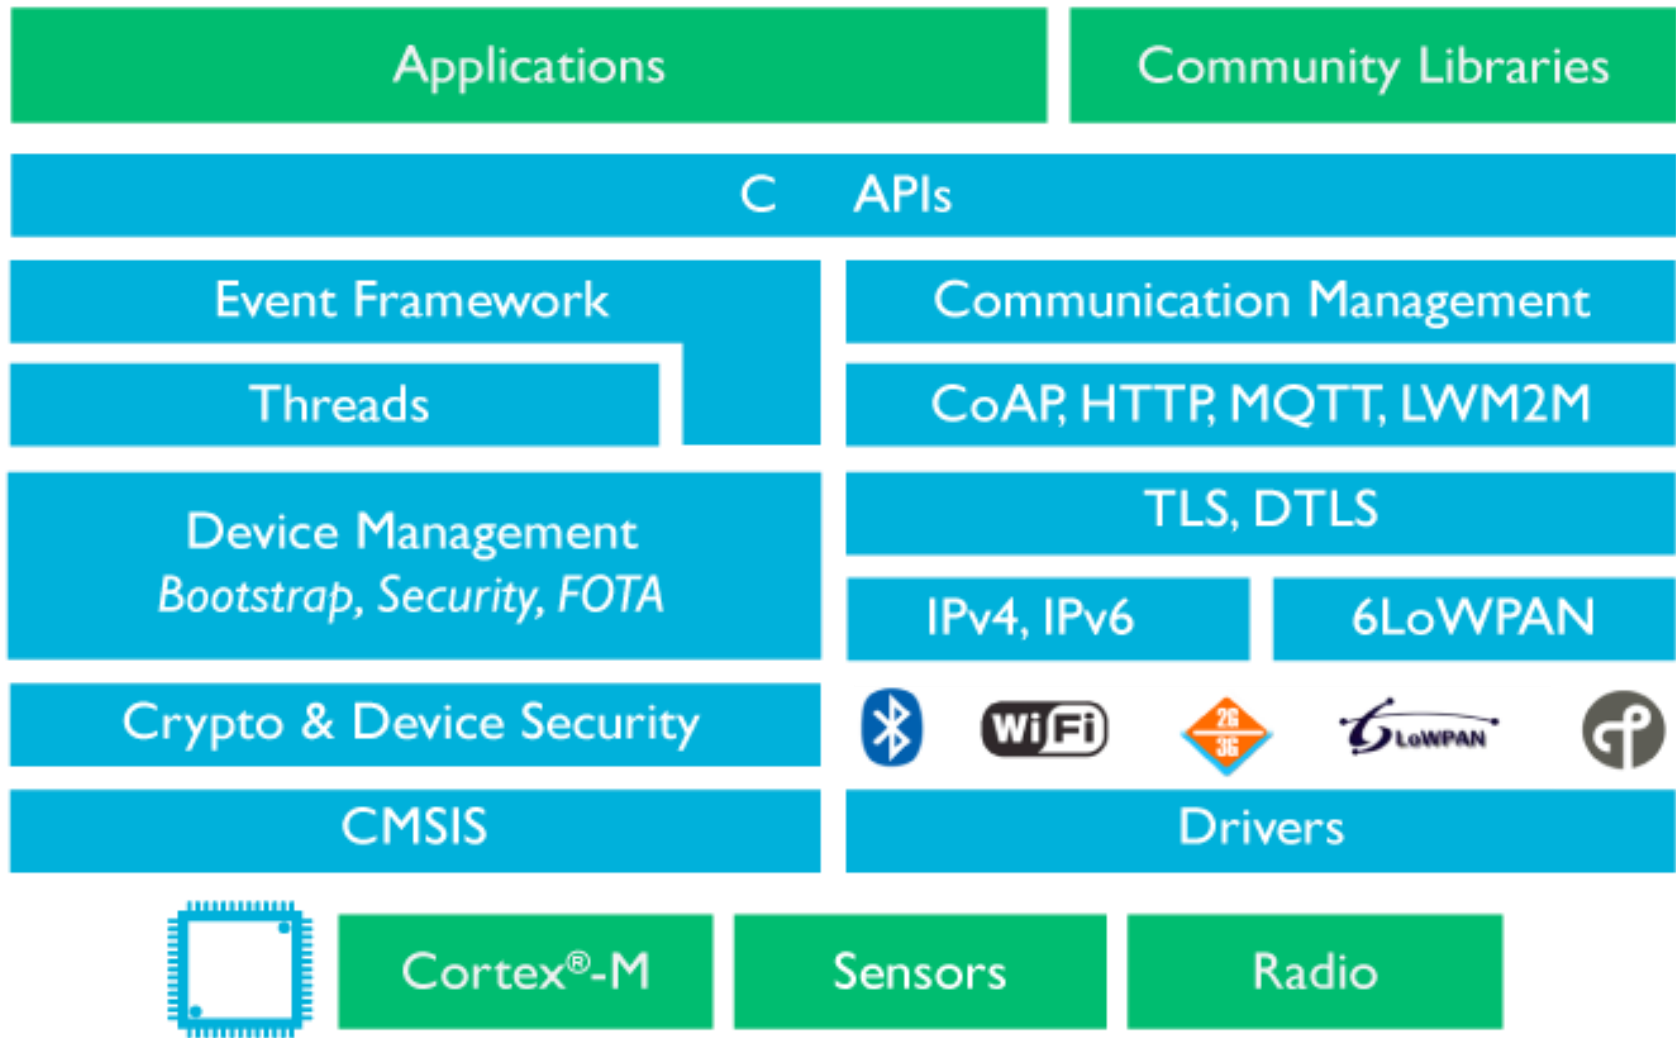 Applications
Community Libraries
C APIs
Event Framework
Communication Management
Threads
CoAP, HTTP, MQTT, LWM2M
Device Management
Bootstrap, Security, FOTA
TLS, DTLS
IPv4, IPv6
6LoWPAN
Crypto & Device Security
WiFi
2G
3G
6LoWPAN
CMSIS
Drivers
Cortex®-M
Sensors
Radio